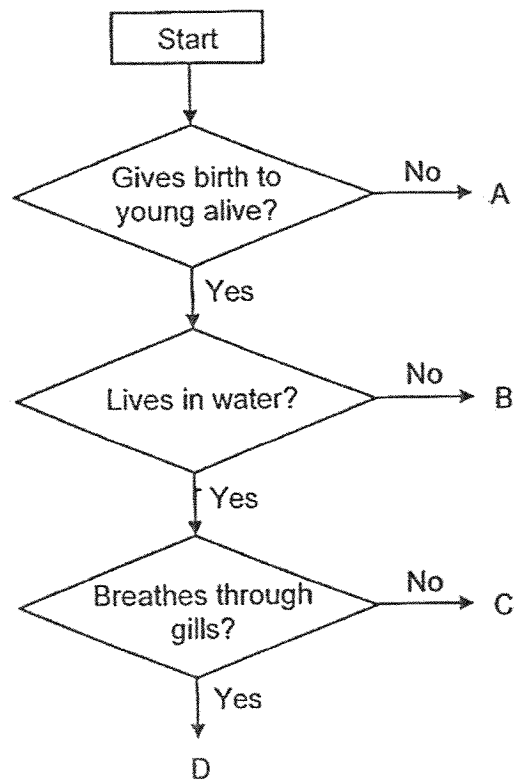 Start
Gives birth to
young alive?
No
A
Yes
Lives in water?
No
B
Yes
Breathes through
gills?
No
C
Yes
D